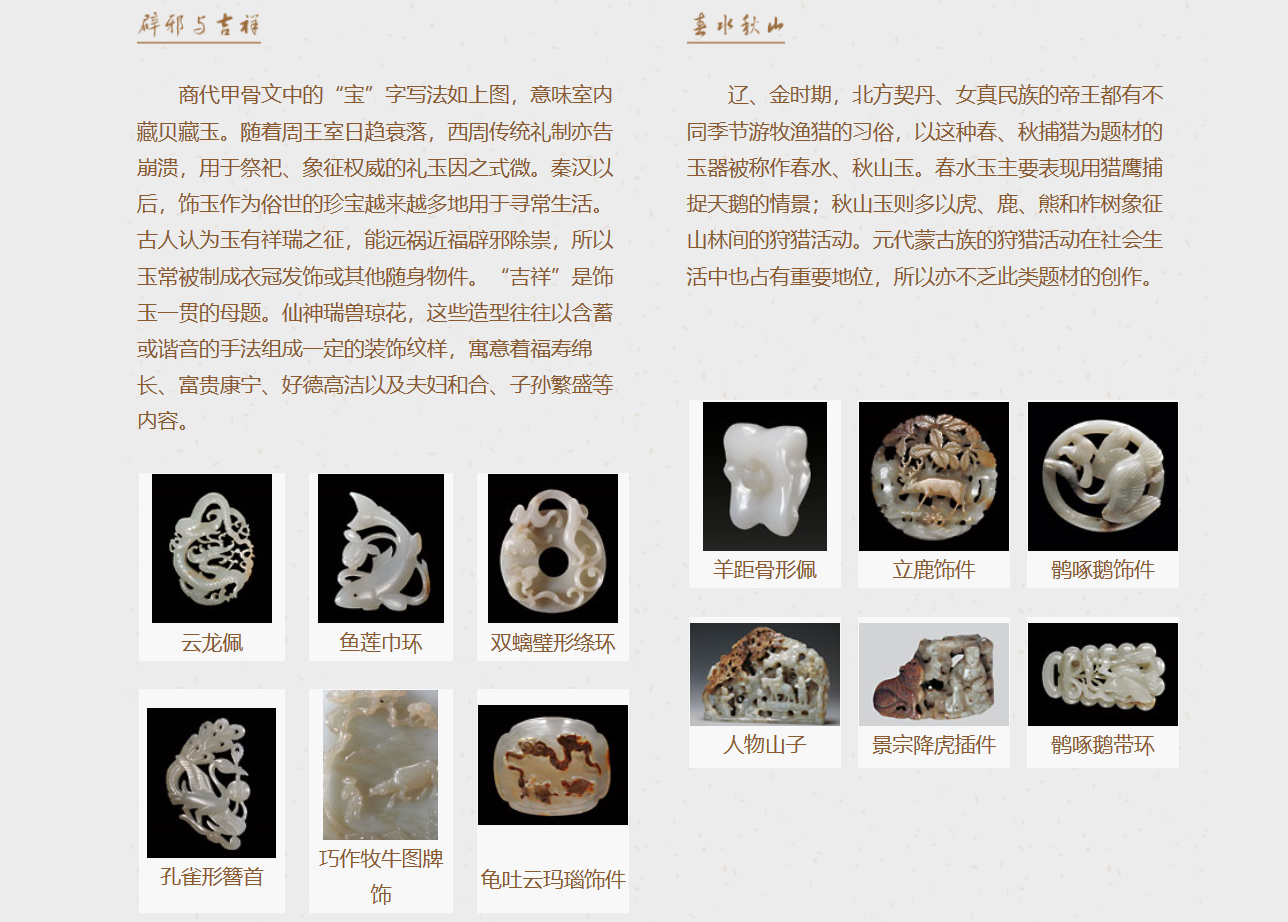 辟邪与吉祥
商代甲骨文中的“宝”字写法如上图，意味室内
藏贝藏玉。随着周王室日趋衰落，西周传统礼制亦告
崩溃，用于祭祀、象征权威的礼玉因之式微。秦汉以
后，饰玉作为俗世的珍宝越来越多地用于寻常生活。
古人认为玉有祥瑞之征，能远祸近福辟邪除祟，所以
玉常被制成衣冠发饰或其他随身物件。“吉祥”是饰
玉一贯的母题。仙神瑞兽琼花，这些造型往往以含蓄
或谐音的手法组成一定的装饰纹样，寓意着福寿绵
长、富贵康宁、好德高洁以及夫妇和合、子孙繁盛等
内容。
云龙佩
鱼莲巾环
双螭璧形绦环
孔雀形簪首
巧作牧牛图牌
饰
龟吐云玛瑙饰件
春水秋山
辽、金时期，北方契丹、女真民族的帝王都有不
同季节游牧渔猎的习俗，以这种春、秋捕猎为题材的
玉器被称作春水、秋山玉。春水玉主要表现用猎鹰捕
捉天鹅的情景；秋山玉则多以虎、鹿、熊和柞树象征
山林间的狩猎活动。元代蒙古族的狩猎活动在社会生
活中也占有重要地位，所以亦不乏此类题材的创作。
羊距骨形佩
立鹿饰件
鹘啄鹅饰件
人物山子
景宗降虎插件
鹘啄鹅带环